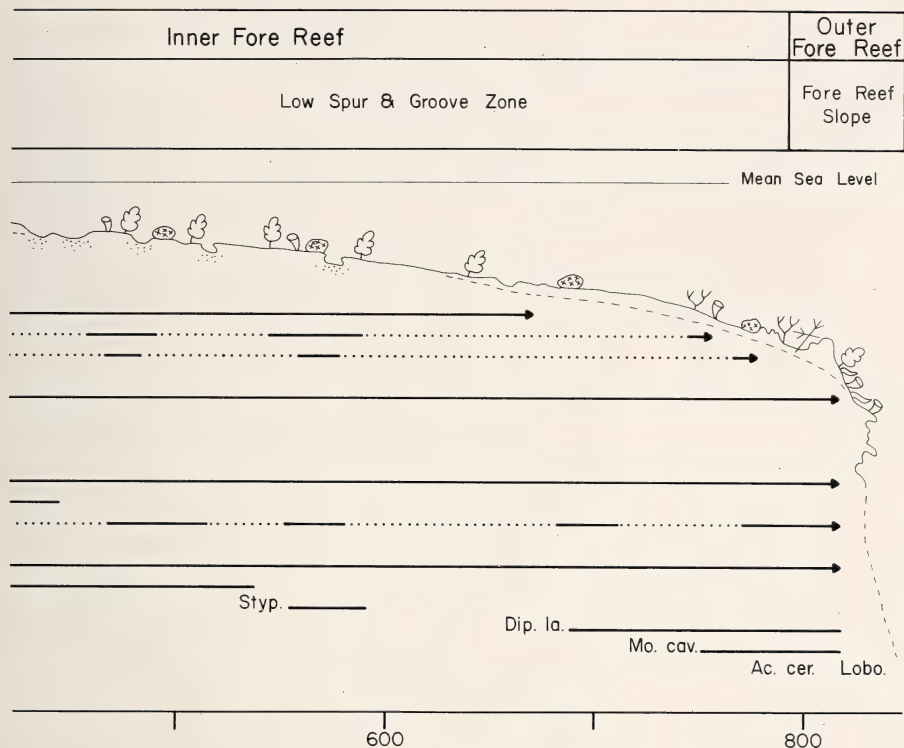 Inner Fore Reef
Outer
Fore Reef
Low Spur & Groove Zone
Fore Reef
Slope
Mean Sea Level
Styp.
Dip. la.
Mo. cav.
Ac. cer. Lobo.
600
800